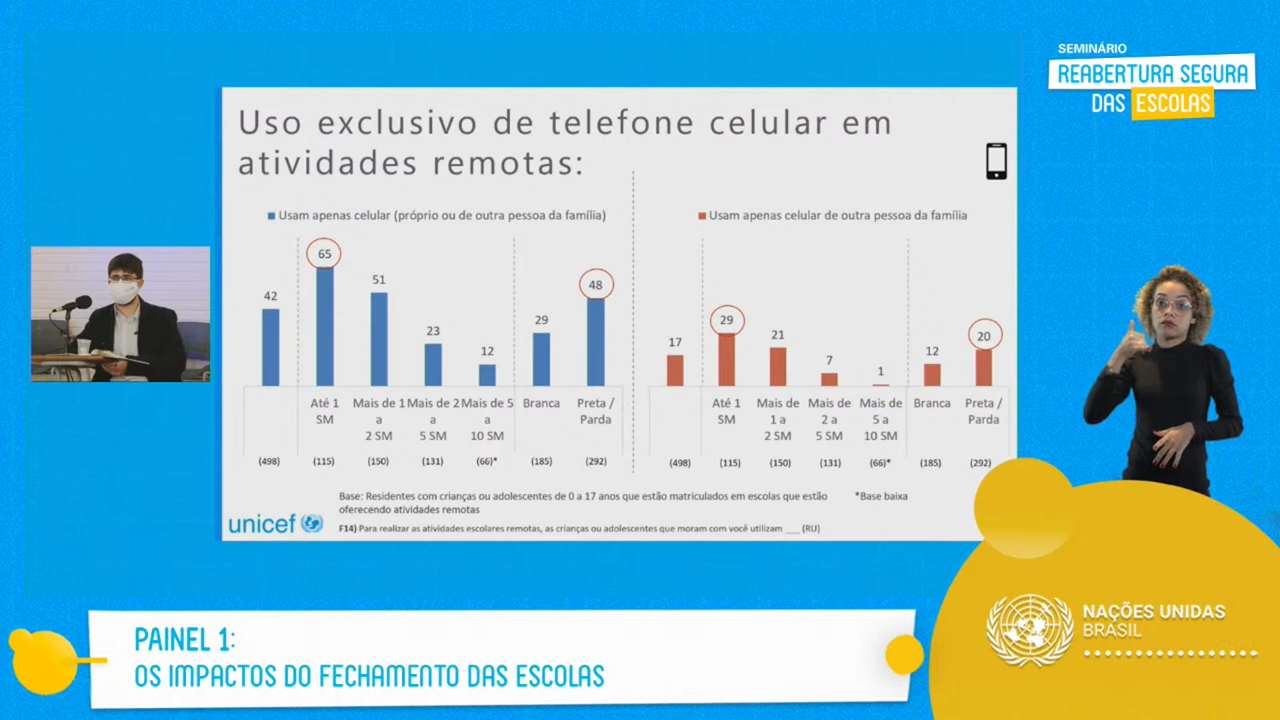 SEMINÁRIO
REABERTURA SEGURA
DAS ESCOLAS
Uso exclusivo de telefone celular em
atividades remotas:
Usam apenas celular (próprio ou de outra pessoa da família)
65
42
51
23
12
29
48
Até 1
SM
Mais de 1
a
2 SM
Mais de 2
a
5 SM
Mais de 5
a
10 SM
Branca
Preta /
Parda
(498) (115) (150) (131) (66)* (185) (292)
Usam apenas celular de outra pessoa da família
17
29
21
7
1
12
20
Até 1
SM
Mais de
1 a
2 SM
Mais de
2 a
5 SM
Mais de
5 a
10 SM
Branca
Preta /
Parda
(498) (115) (150) (131) (66)* (185) (292)
Base: Residentes com crianças ou adolescentes de 0 a 17 anos que estão matriculados em escolas que estão
oferecendo atividades remotas
*Base baixa
unicef
F14) Para realizar as atividades escolares remotas, as crianças ou adolescentes que moram com você utilizam ___ (RU)
PAINEL 1:
OS IMPACTOS DO FECHAMENTO DAS ESCOLAS
NAÇÕES UNIDAS
BRASIL